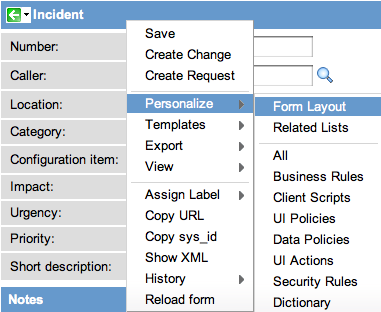 Incident
Number:
Caller:
Location:
Category:
Configuration item:
Impact:
Urgency:
Priority:
Short description:
Notes
Save
Create Change
Create Request
Personalize
Templates
Export
View
Assign Label
Copy URL
Copy sys_id
Show XML
History
Reload form
Form Layout
Related Lists
All
Business Rules
Client Scripts
UI Policies
Data Policies
UI Actions
Security Rules
Dictionary